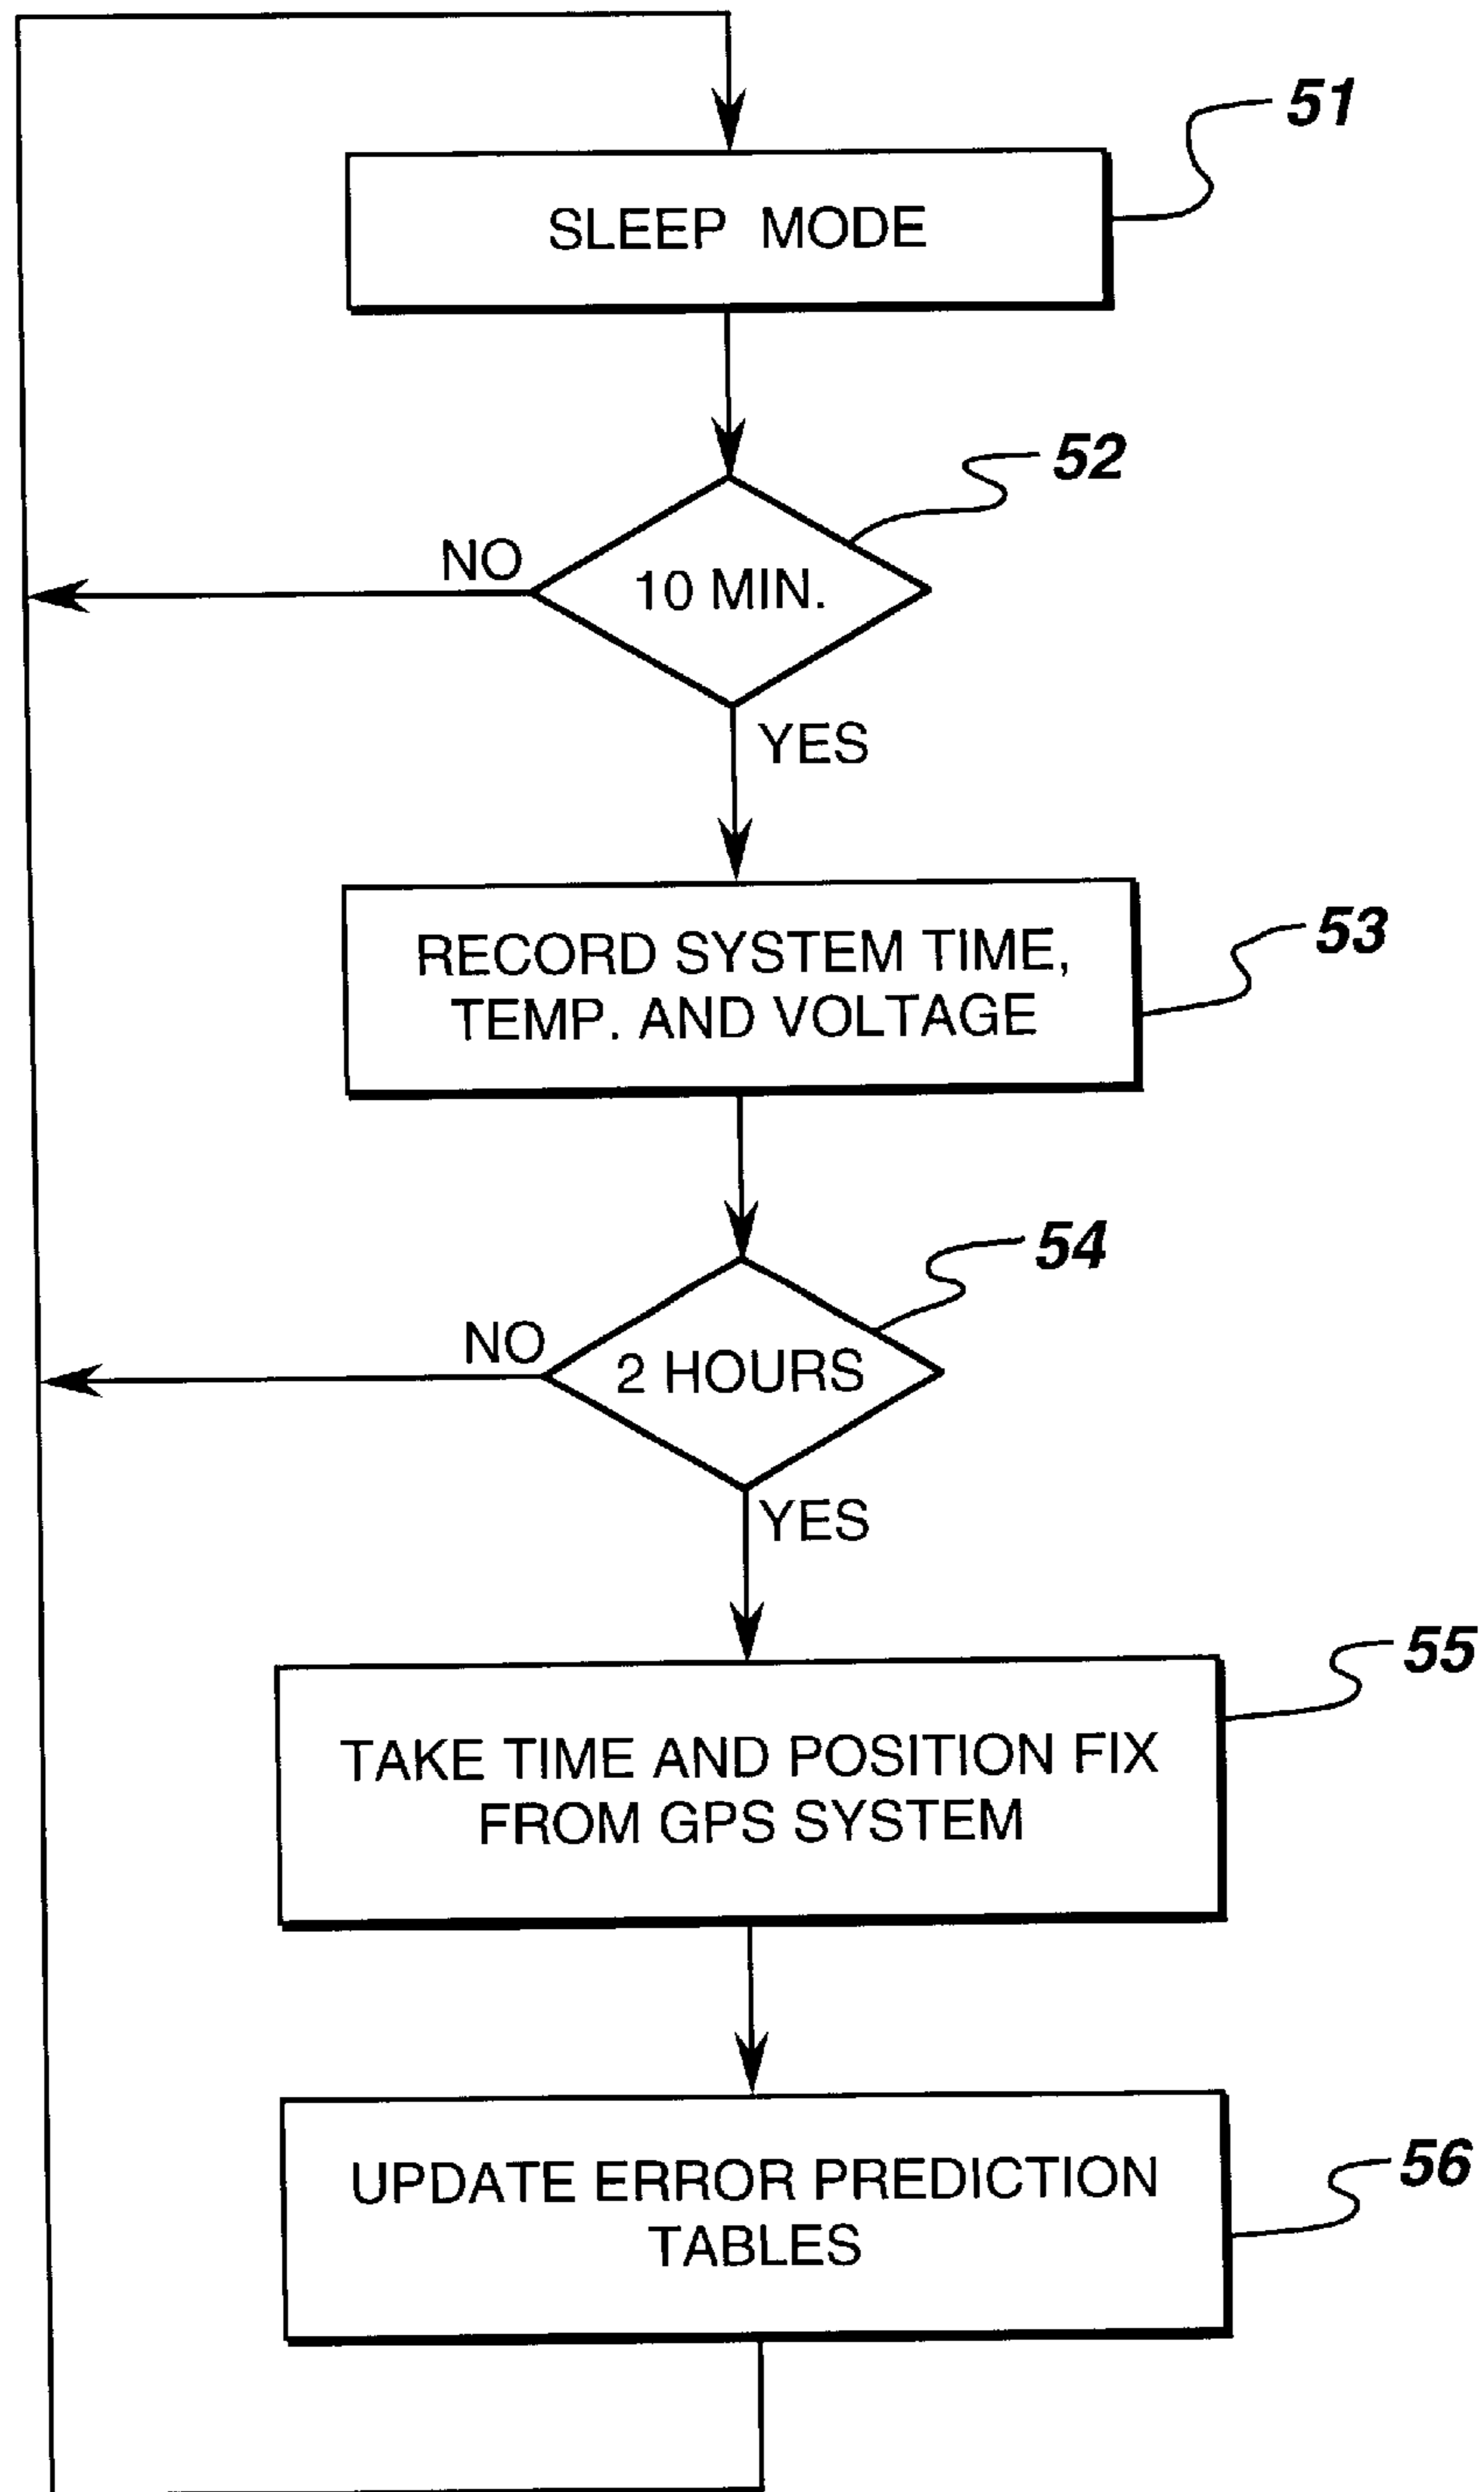 51
SLEEP MODE
52
NO
10 MIN.
YES
53
RECORD SYSTEM TIME,
TEMP. AND VOLTAGE
54
NO
2 HOURS
YES
55
TAKE TIME AND POSITION FIX
FROM GPS SYSTEM
56
UPDATE ERROR PREDICTION
TABLES